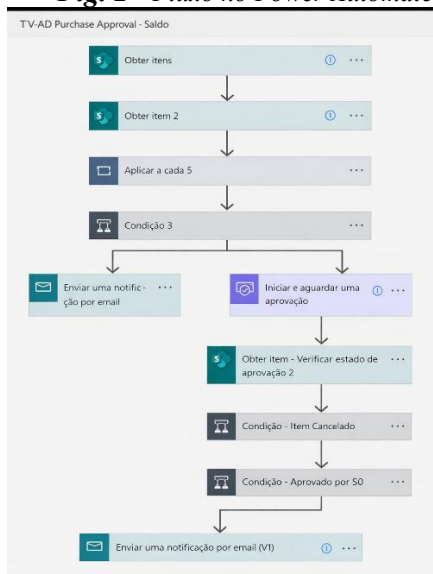 TV-AD Purchase Approval - Saldo
Obter itens
Obter item 2
Aplicar a cada 5
Condição 3
Enviar uma notific-
ção por email
Iniciar e aguardar uma
aprovação
Obter item - Verificar estado de
aprovação 2
Condição - Item Cancelado
Condição - Aprovado por S0
Enviar uma notificação por email (V1)